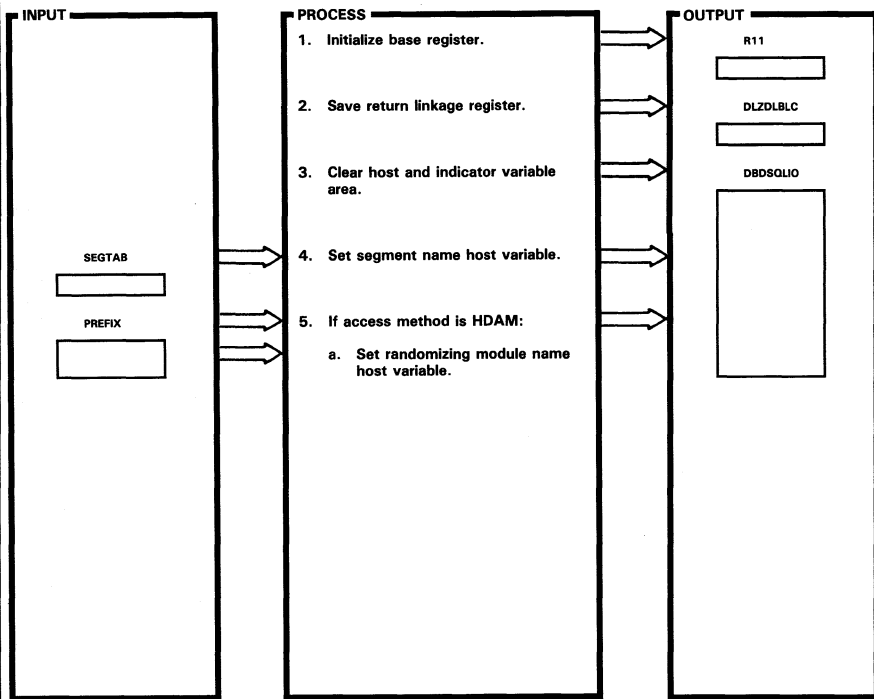 INPUT
SEGTAB
PREFIX
PROCESS
1. Initialize base register.
2. Save return linkage register.
3. Clear host and indicator variable
area.
4. Set segment name host variable.
5. If access method is HDAM:
a. Set randomizing module name
host variable.
OUTPUT
R11
DLZDLBLC
DBDSQLIO